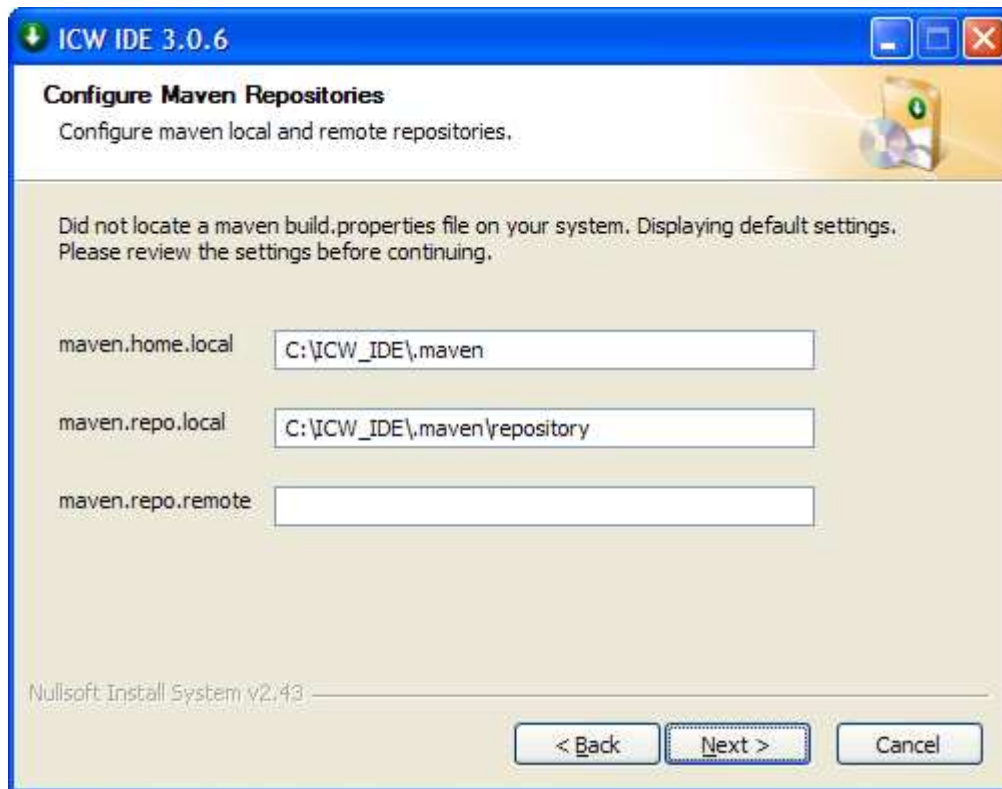 ICW IDE 3.0.6
Configure Maven Repositories
Configure maven local and remote repositories.
Did not locate a maven build.properties file on your system. Displaying default settings.
Please review the settings before continuing.
maven.home.local
C:\ICW_IDE\.maven
maven.repo.local
C:\ICW_IDE\.maven\repository
maven.repo.remote
Nullsoft Install System v2.43
< Back
Next >
Cancel